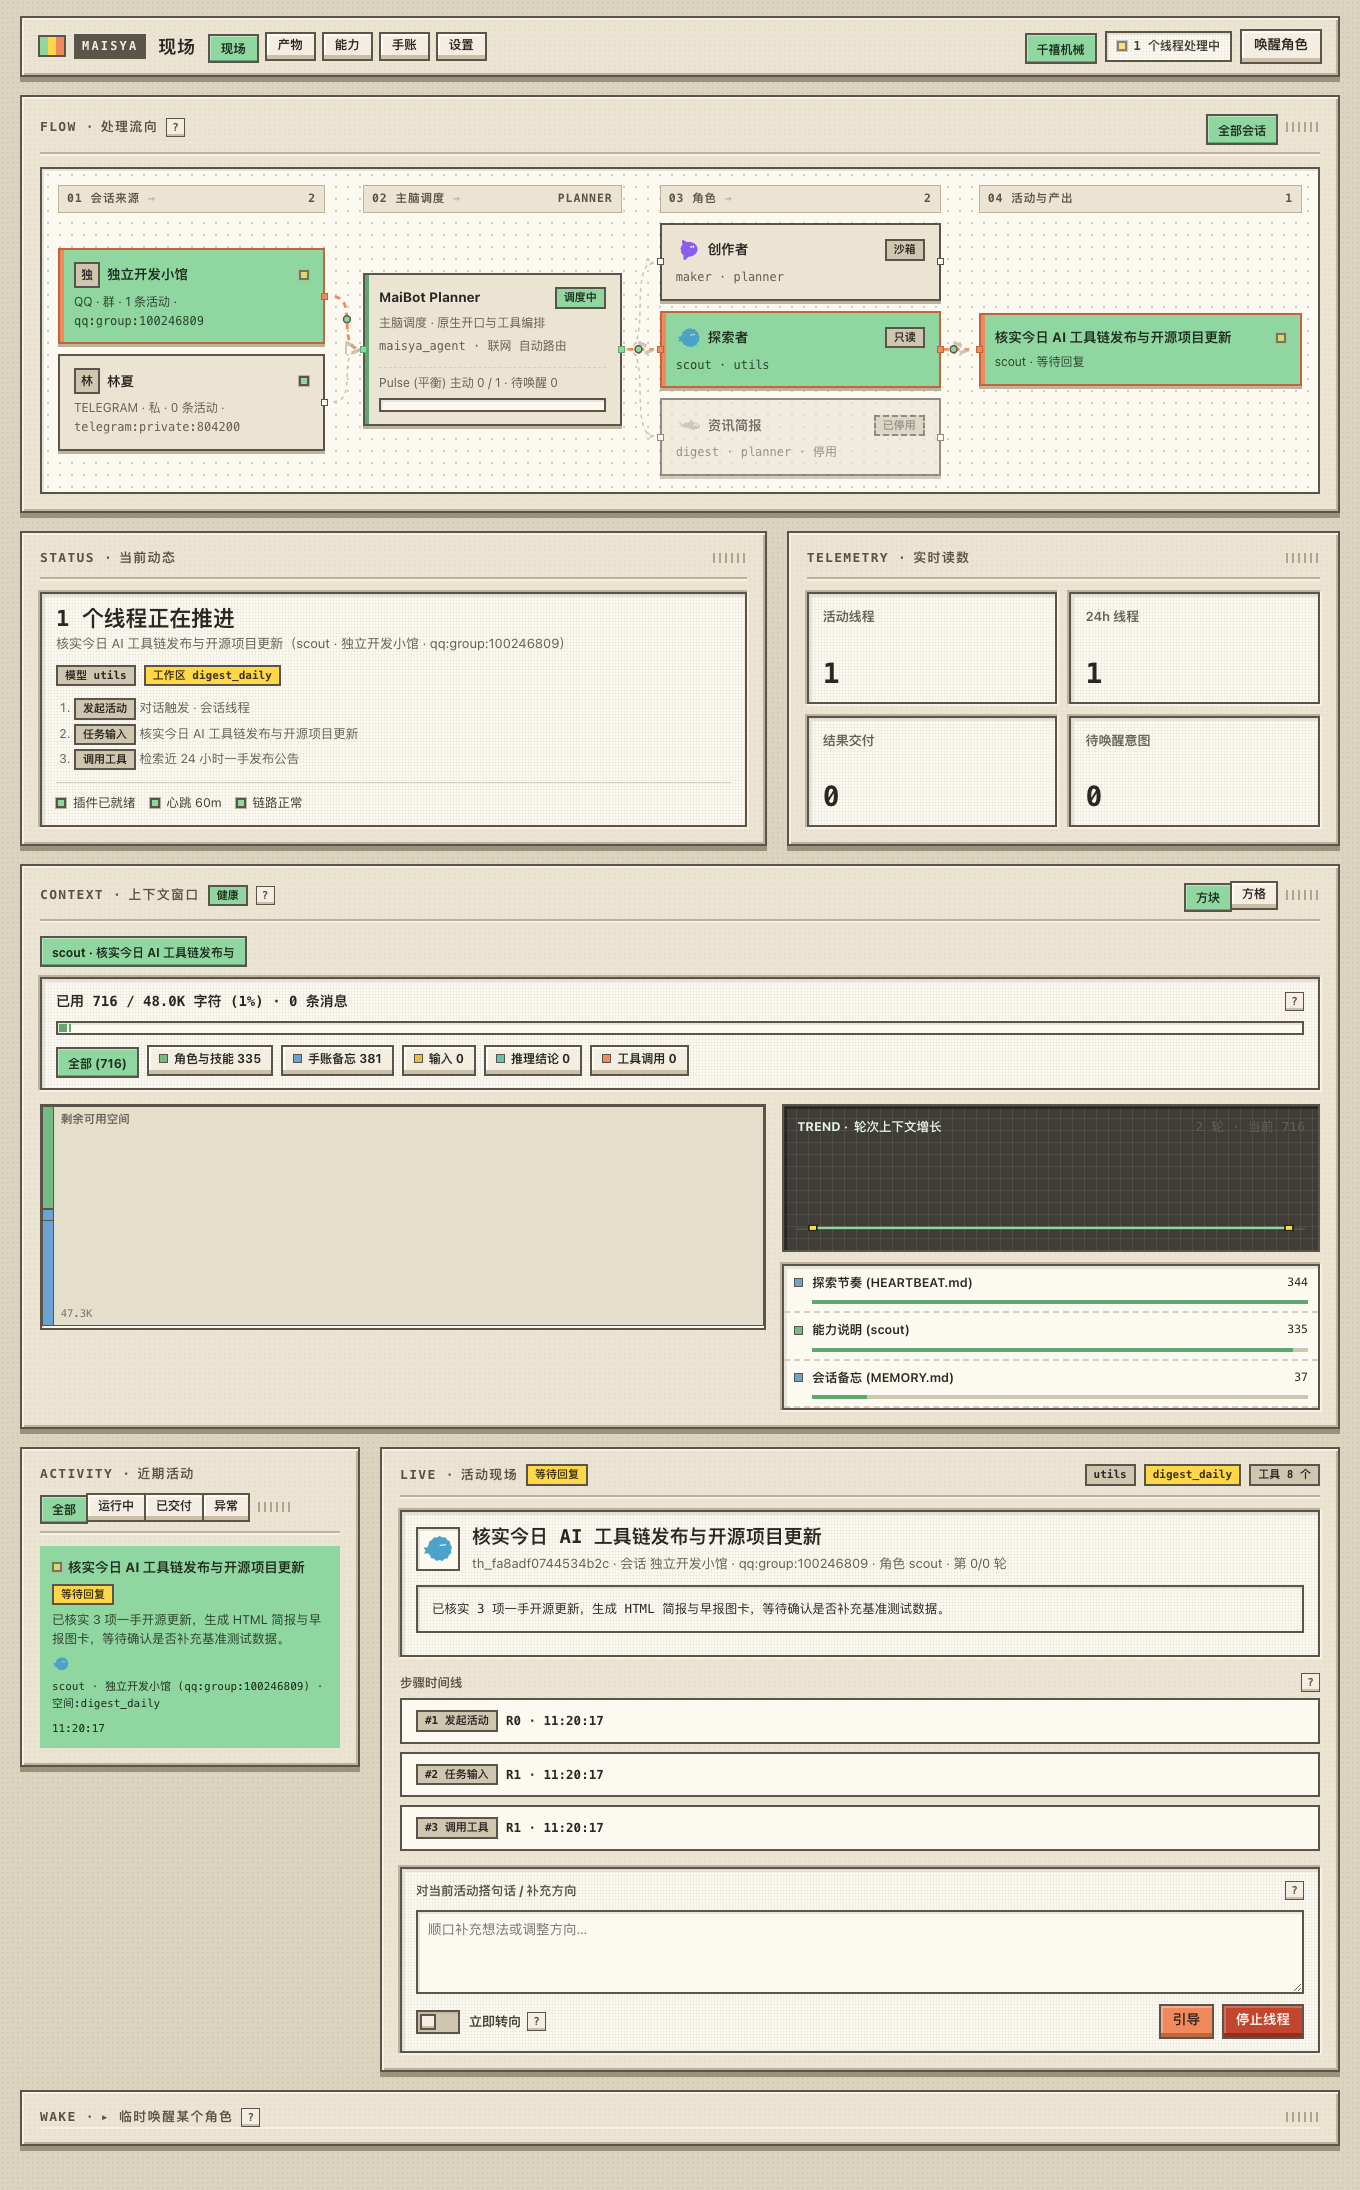 MAISYA 现场 现场 产物 能力 手账 设置 千禧机械 1 个线程处理中 唤醒角色
FLOW · 处理流向 ? 全部会话
01 会话来源 → 2
02 主脑调度 → PLANNER
03 角色 → 2
04 活动与产出 1
独 独立开发小馆
QQ · 群 · 1 条活动 ·
qq:group:100246809
林 林夏
TELEGRAM · 私 · 0 条活动 ·
telegram:private:804200
MaiBot Planner 调度中
主脑调度 · 原生开口与工具编排
maisya_agent · 联网 自动路由
Pulse (平衡) 主动 0 / 1 · 待唤醒 0
创作者 沙箱
maker · planner
探索者 只读
scout · utils
资讯简报 已停用
digest · planner · 停用
核实今日 AI 工具链发布与开源项目更新
scout · 等待回复
STATUS · 当前动态
1 个线程正在推进
核实今日 AI 工具链发布与开源项目更新（scout · 独立开发小馆 · qq:group:100246809）
模型 utils 工作区 digest_daily
1. 发起活动 对话触发 · 会话线程
2. 任务输入 核实今日 AI 工具链发布与开源项目更新
3. 调用工具 检索近 24 小时一手发布公告
插件已就绪 心跳 60m 链路正常
TELEMETRY · 实时读数
活动线程
1
24h 线程
1
结果交付
0
待唤醒意图
0
CONTEXT · 上下文窗口 健康 ? 方块 方格
scout · 核实今日 AI 工具链发布与
已用 716 / 48.0K 字符 (1%) · 0 条消息 ?
全部 (716) 角色与技能 335 手账备忘 381 输入 0 推理结论 0 工具调用 0
剩余可用空间
47.3K
TREND · 轮次上下文增长 2 轮 · 当前 716
探索节奏 (HEARTBEAT.md) 344
能力说明 (scout) 335
会话备忘 (MEMORY.md) 37
ACTIVITY · 近期活动
全部 运行中 已交付 异常
核实今日 AI 工具链发布与开源项目更新
等待回复
已核实 3 项一手开源更新，生成 HTML 简报与早
报图卡，等待确认是否补充基准测试数据。
scout · 独立开发小馆 (qq:group:100246809) ·
空间:digest_daily
11:20:17
LIVE · 活动现场 等待回复 utils digest_daily 工具 8 个
核实今日 AI 工具链发布与开源项目更新
th_fa8adf0744534b2c · 会话 独立开发小馆 · qq:group:100246809 · 角色 scout · 第 0/0 轮
已核实 3 项一手开源更新，生成 HTML 简报与早报图卡，等待确认是否补充基准测试数据。
步骤时间线 ?
#1 发起活动 R0 · 11:20:17
#2 任务输入 R1 · 11:20:17
#3 调用工具 R1 · 11:20:17
对当前活动搭句话 / 补充方向 ?
顺口补充想法或调整方向...
立即转向 ? 引导 停止线程
WAKE · ▸ 临时唤醒某个角色 ?